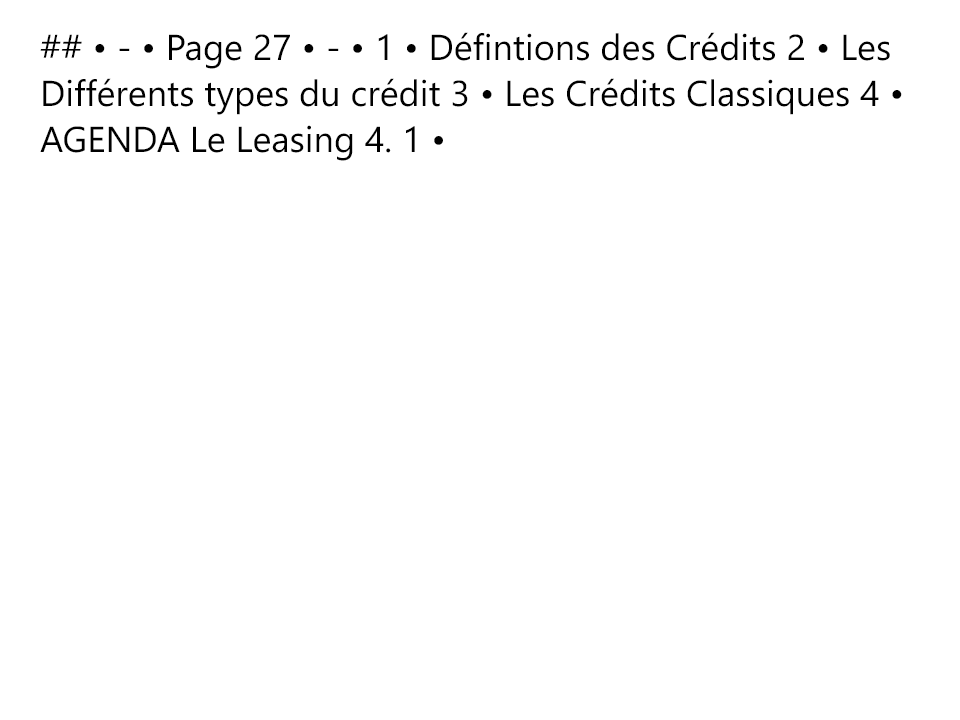 ## • - • Page 27 • - • 1 • Défintions des Crédits 2 • Les
Différents types du crédit 3 • Les Crédits Classiques 4 •
AGENDA Le Leasing 4. 1 •